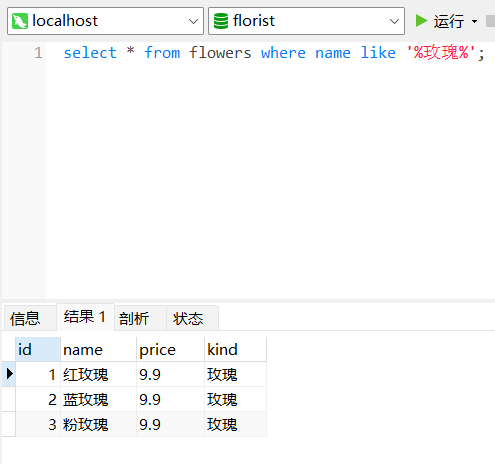 localhost florist 运行
1 select * from flowers where name like '%玫瑰%';
信息 结果 1 剖析 状态
id name price kind
1 红玫瑰 9.9 玫瑰
2 蓝玫瑰 9.9 玫瑰
3 粉玫瑰 9.9 玫瑰